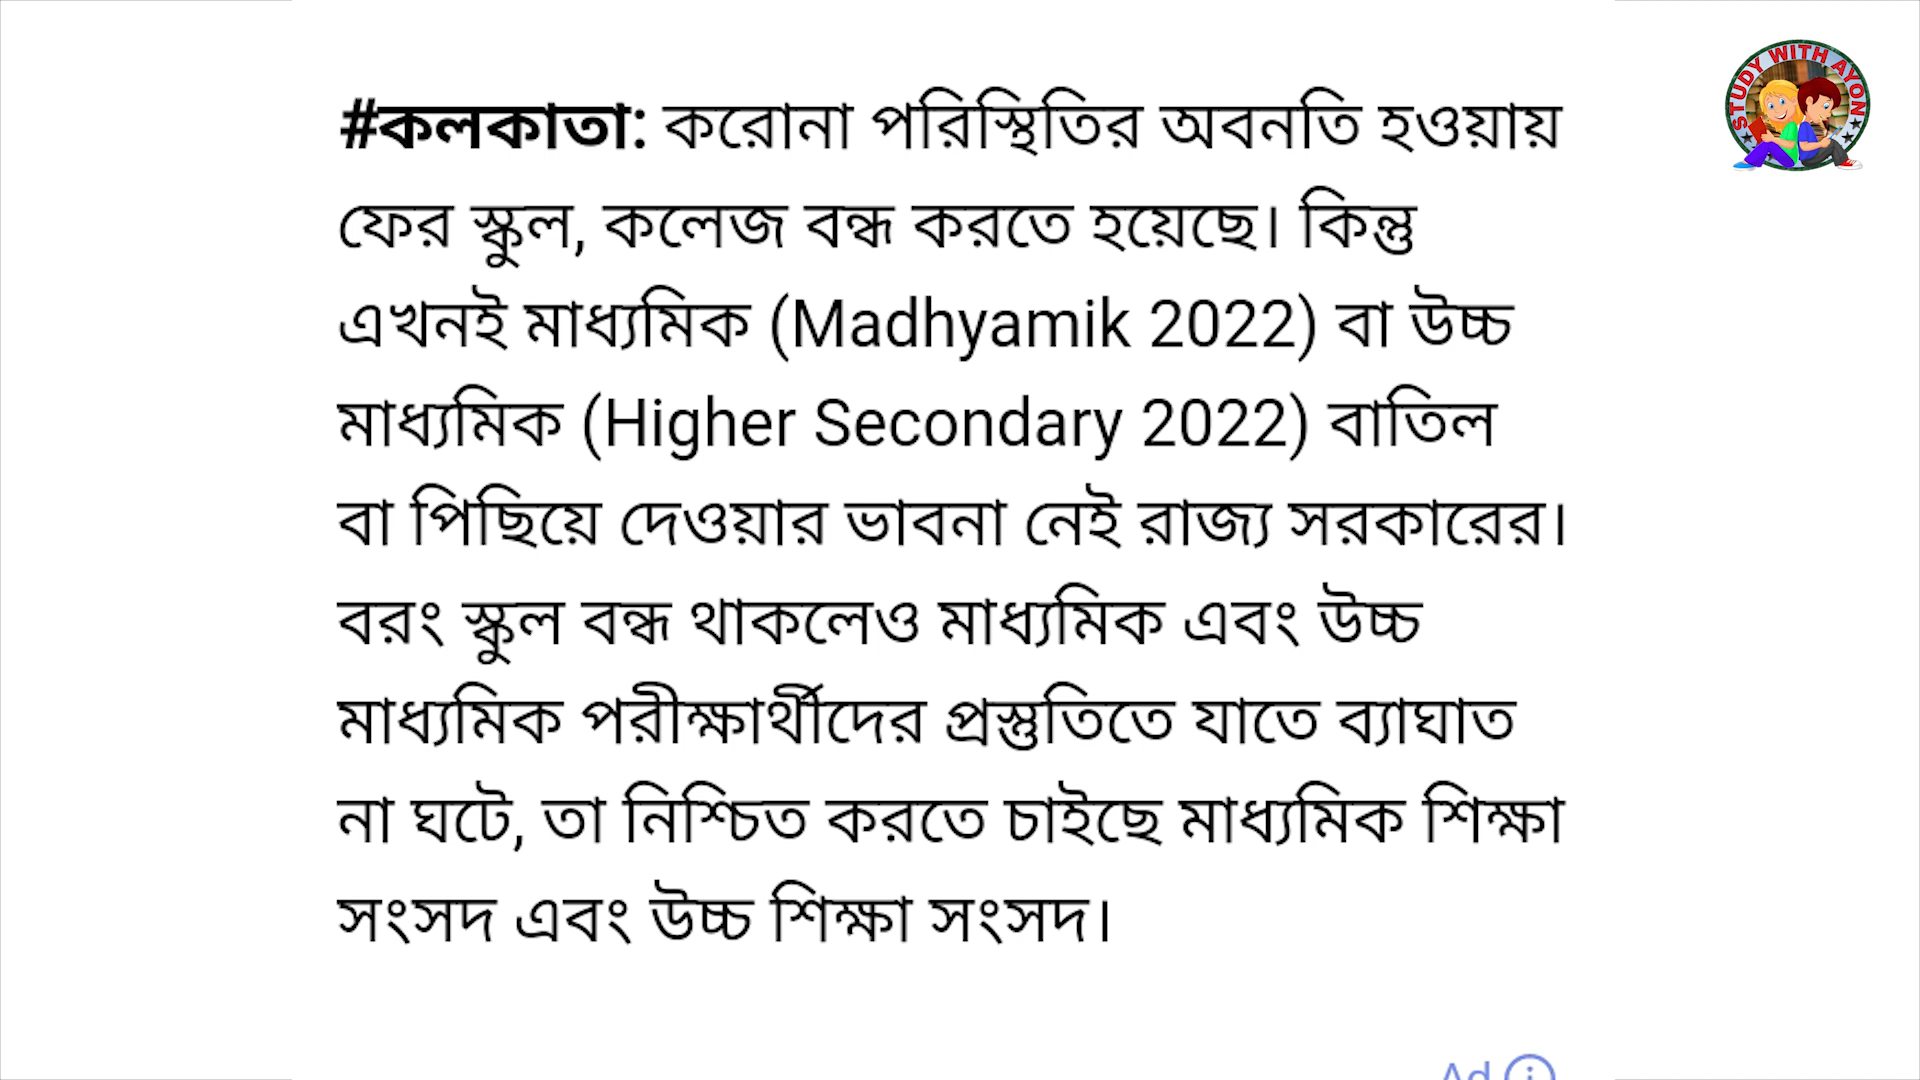 STUDY WITH AYON
#কলকাতা: করোনা পরিস্থিতির অবনতি হওয়ায়
ফের স্কুল, কলেজ বন্ধ করতে হয়েছে। কিন্তু
এখনই মাধ্যমিক (Madhyamik 2022) বা উচ্চ
মাধ্যমিক (Higher Secondary 2022) বাতিল
বা পিছিয়ে দেওয়ার ভাবনা নেই রাজ্য সরকারের।
বরং স্কুল বন্ধ থাকলেও মাধ্যমিক এবং উচ্চ
মাধ্যমিক পরীক্ষার্থীদের প্রস্তুতিতে যাতে ব্যাঘাত
না ঘটে, তা নিশ্চিত করতে চাইছে মাধ্যমিক শিক্ষা
সংসদ এবং উচ্চ শিক্ষা সংসদ।
Ad